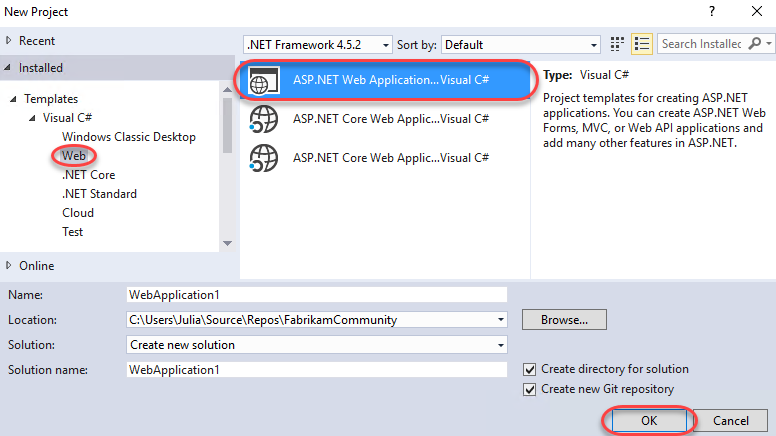 New Project
? ×
Recent
.NET Framework 4.5.2 Sort by: Default Search Installec
Installed
Templates
Visual C#
Windows Classic Desktop
Web
.NET Core
.NET Standard
Cloud
Test
Online
ASP.NET Web Application...Visual C#
ASP.NET Core Web Applic...Visual C#
ASP.NET Core Web Applic...Visual C#
Type: Visual C#
Project templates for creating ASP.NET
applications. You can create ASP.NET Web
Forms, MVC, or Web API applications and
add many other features in ASP.NET.
Name: WebApplication1
Location: C:\Users\Julia\Source\Repos\FabrikamCommunity Browse...
Solution: Create new solution
Solution name: WebApplication1
Create directory for solution
Create new Git repository
OK Cancel